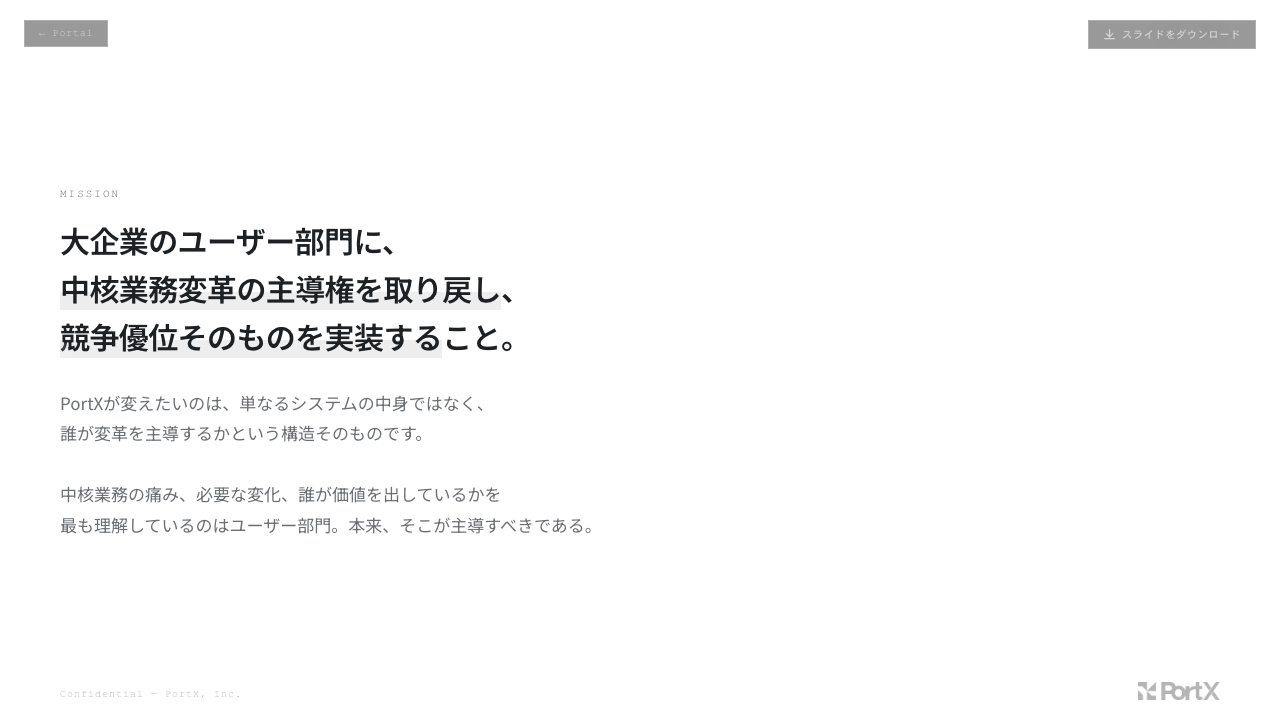 ← Portal
スライドをダウンロード
MISSION
大企業のユーザー部門に、
中核業務変革の主導権を取り戻し、
競争優位そのものを実装すること。
PortXが変えたいのは、単なるシステムの中身ではなく、
誰が変革を主導するかという構造そのものです。
中核業務の痛み、必要な変化、誰が価値を出しているかを
最も理解しているのはユーザー部門。本来、そこが主導すべきである。
Confidential — PortX, Inc.
PortX